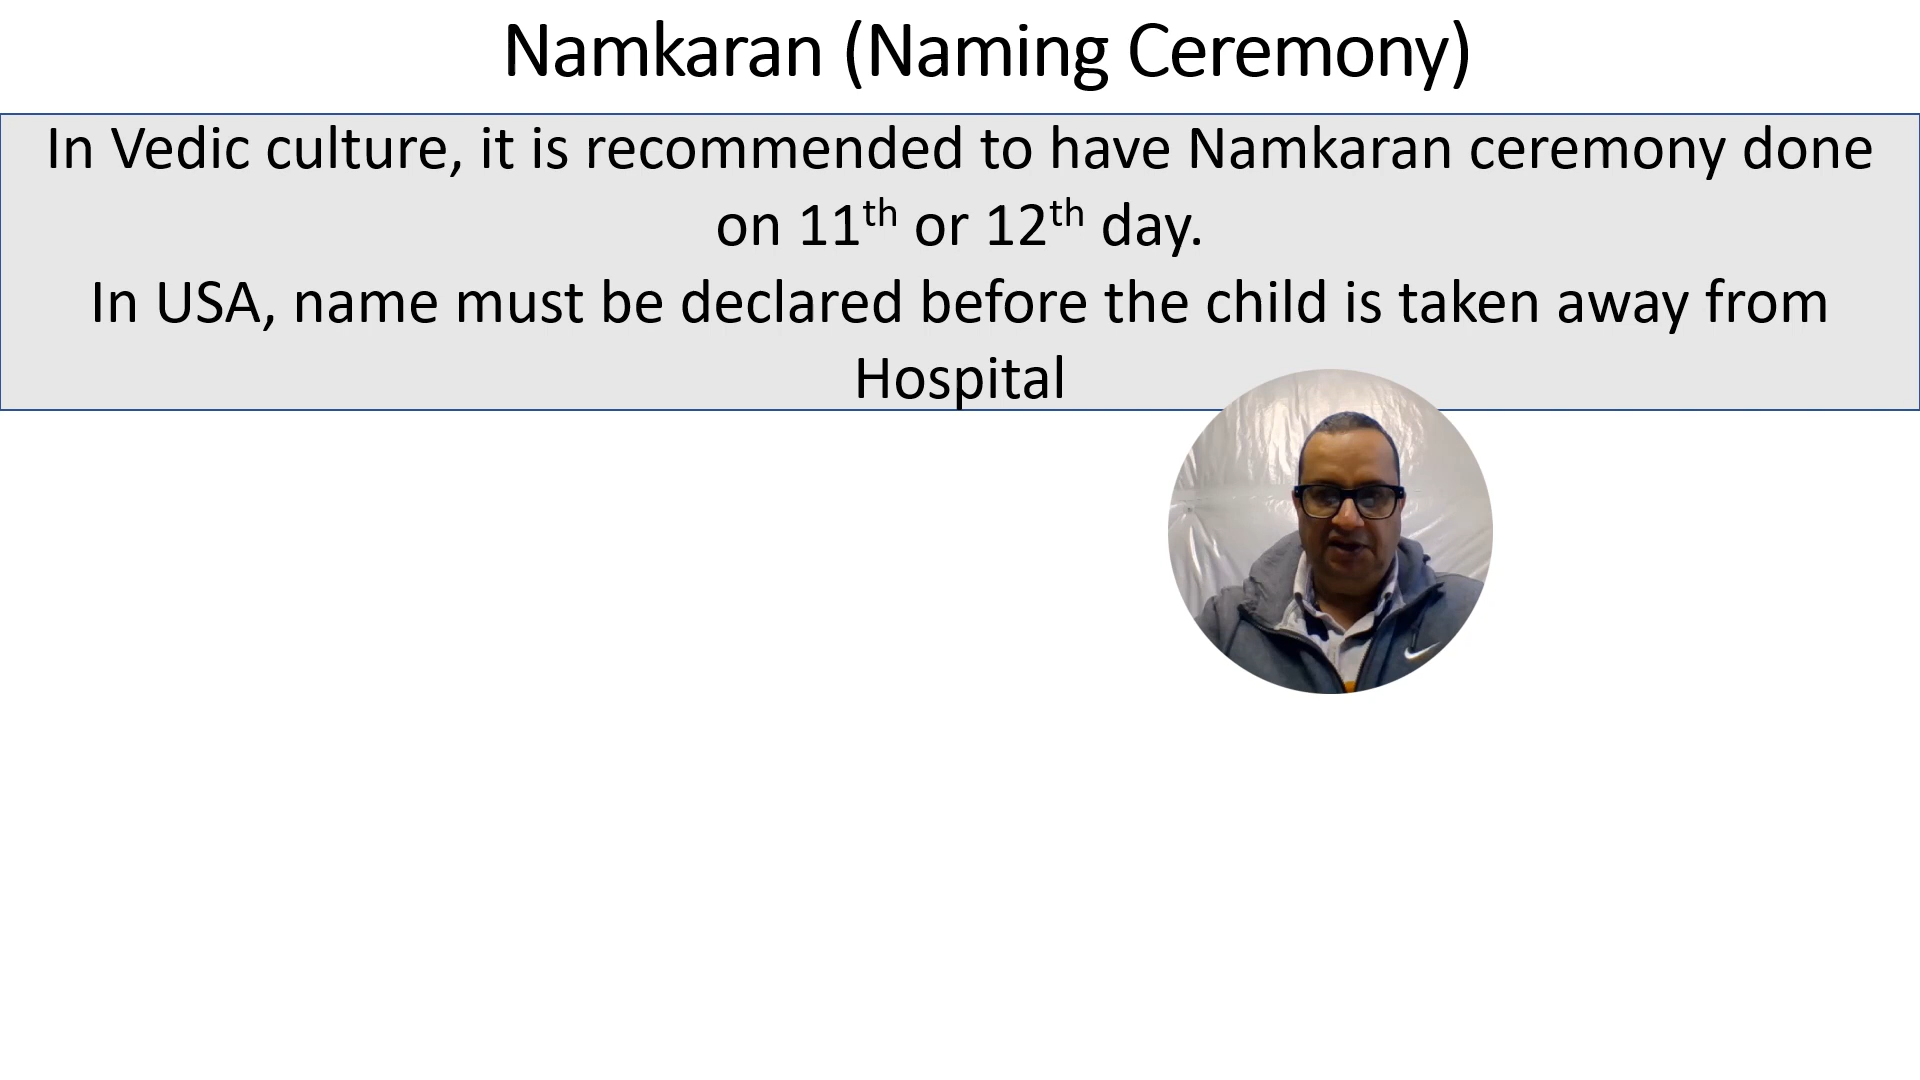 Namkaran (Naming Ceremony)
In Vedic culture, it is recommended to have Namkaran ceremony done
on 11th or 12th day.
In USA, name must be declared before the child is taken away from
Hospital